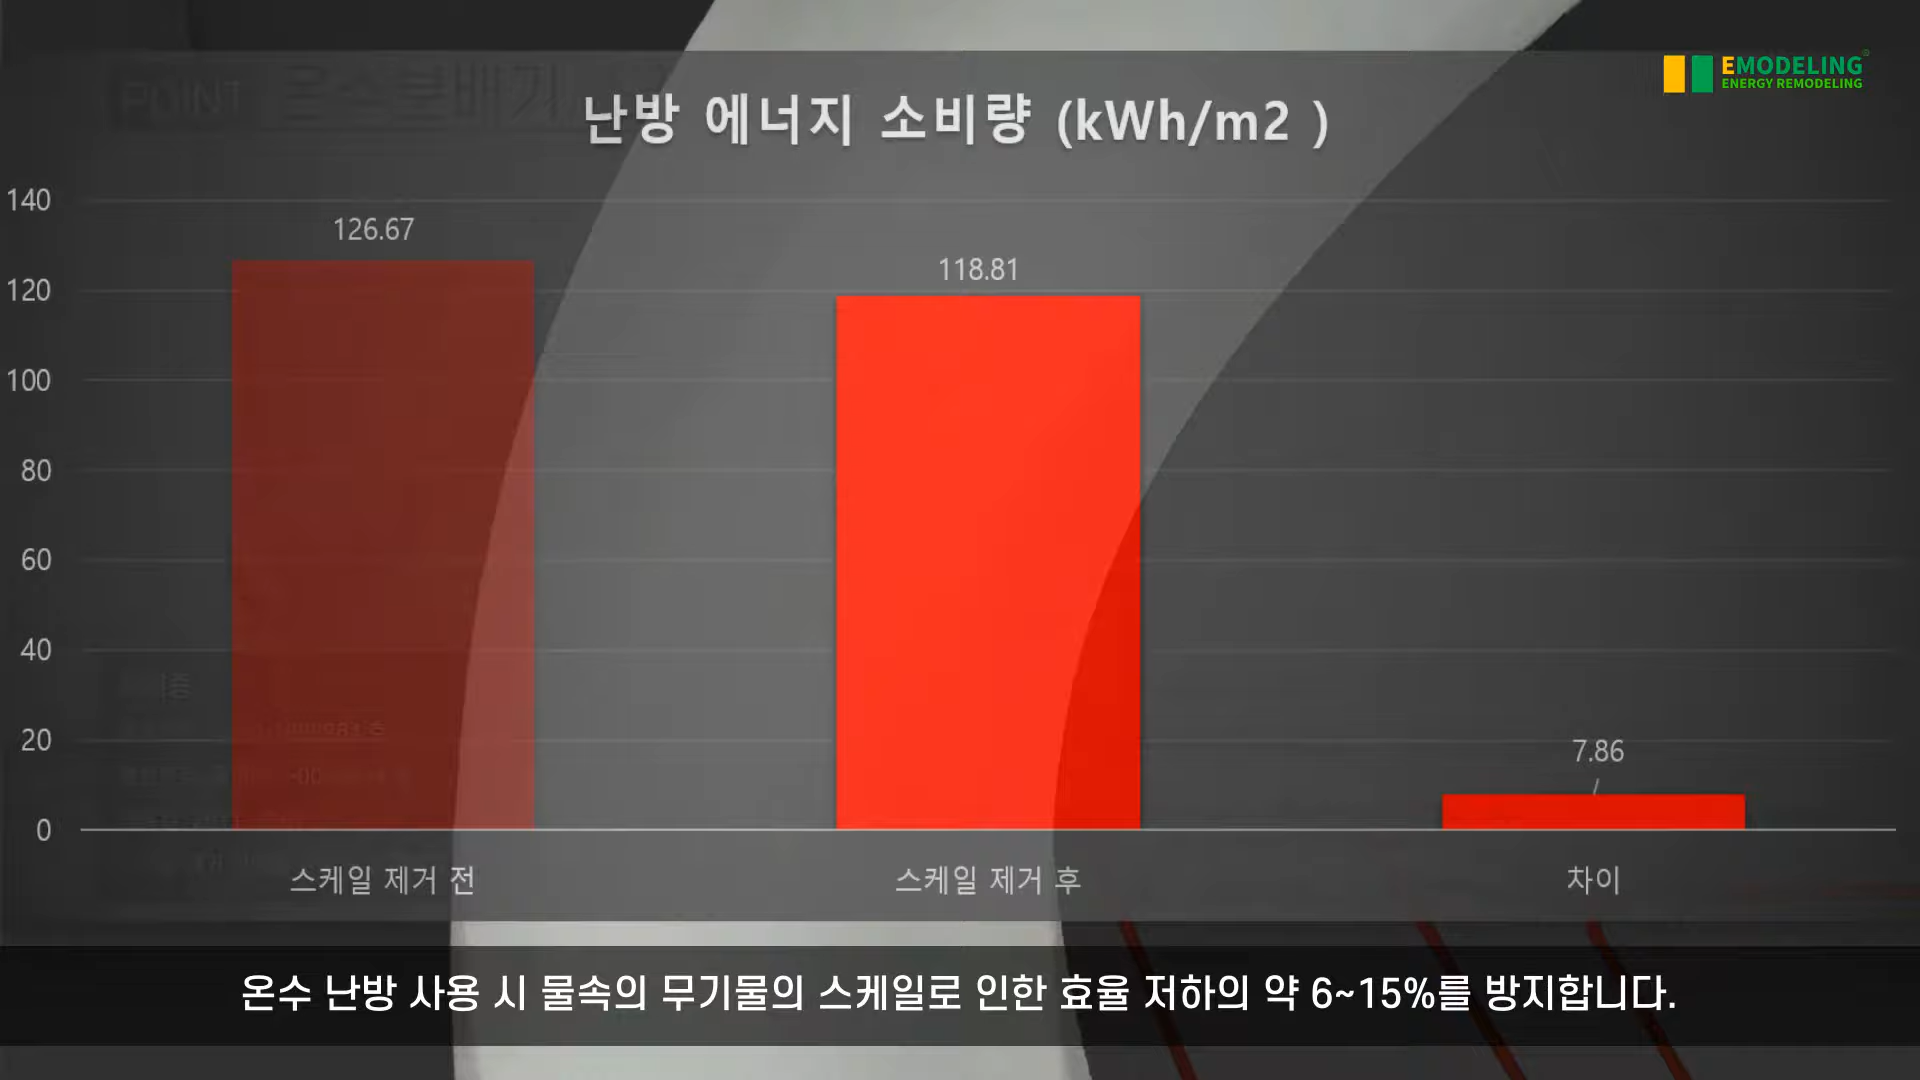 EMODELING
ENERGY REMODELING
난방 에너지 소비량 (kWh/m2 )
140
126.67
120
118.81
100
80
60
40
20
7.86
0
스케일 제거 전
스케일 제거 후
차이
온수 난방 사용 시 물속의 무기물의 스케일로 인한 효율 저하의 약 6~15%를 방지합니다.